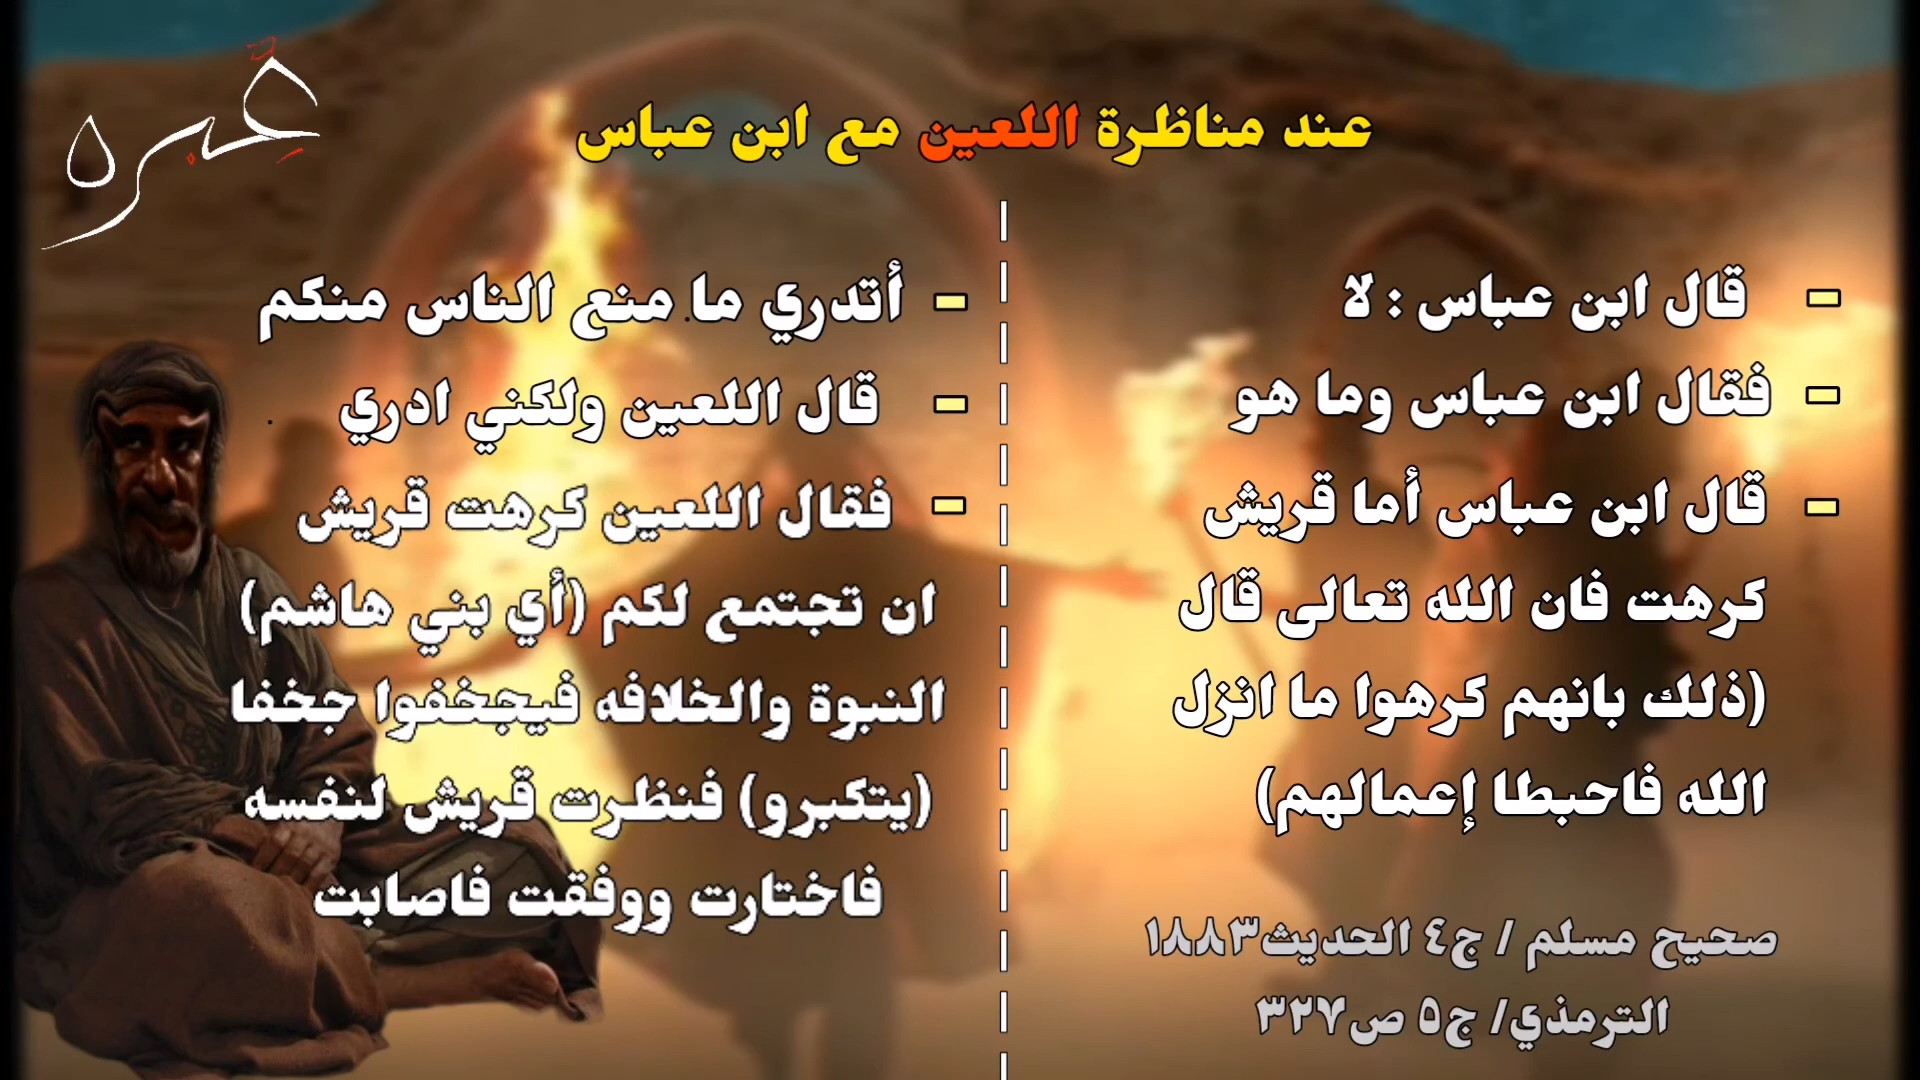 عِبره
عند مناظرة اللعين مع ابن عباس
- قال ابن عباس : لا
- فقال ابن عباس وما هو
- قال ابن عباس أما قريش
كرهت فان الله تعالى قال
(ذلك بانهم كرهوا ما انزل
الله فاحبطا إعمالهم)
صحيح مسلم / ج٤ الحديث١٨٨٣
الترمذي/ ج٥ ص٣٢٧
- أتدري ما منع الناس منكم
- قال اللعين ولكني ادري
- فقال اللعين كرهت قريش
ان تجتمع لكم (أي بني هاشم)
النبوة والخلافه فيجخفوا جخفا
(يتكبرو) فنظرت قريش لنفسه
فاختارت ووفقت فاصابت